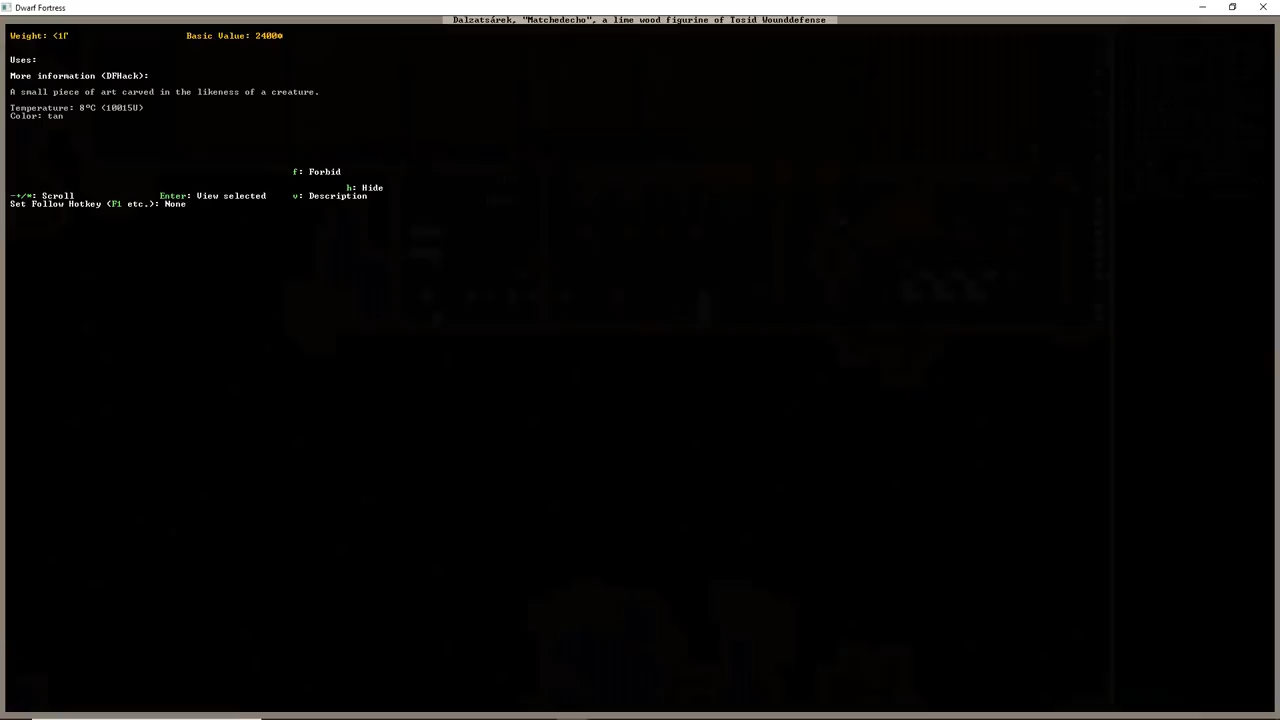 Dwarf Fortress
Dalzatsárek, "Matchedecho", a lime wood figurine of Tosid Wounddefense
Weight: <1Γ Basic Value: 2400☼
Uses:
More information (DFHack):
A small piece of art carved in the likeness of a creature.
Temperature: 8°C (10015U)
Color: tan
f: Forbid
h: Hide
-+/*: Scroll Enter: View selected v: Description
Set Follow Hotkey (F1 etc.): None